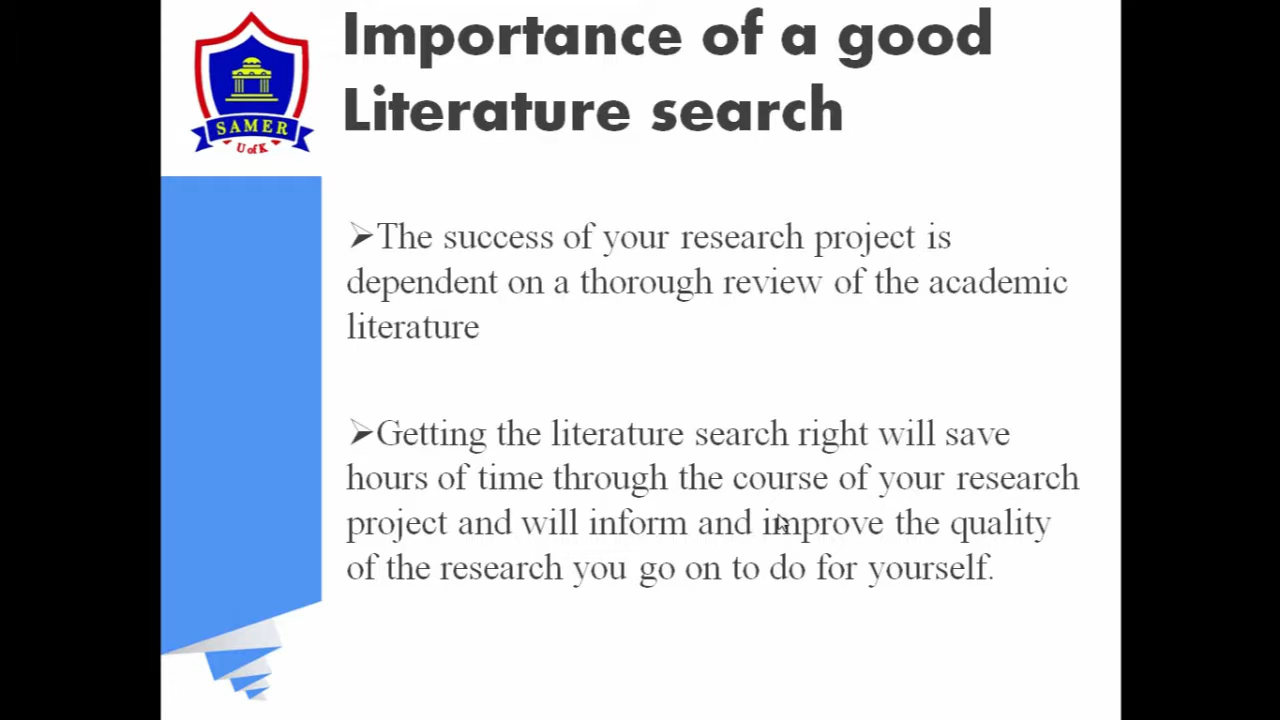 Importance of a good
Literature search
SAMER
U of K
➢The success of your research project is
dependent on a thorough review of the academic
literature
➢Getting the literature search right will save
hours of time through the course of your research
project and will inform and improve the quality
of the research you go on to do for yourself.